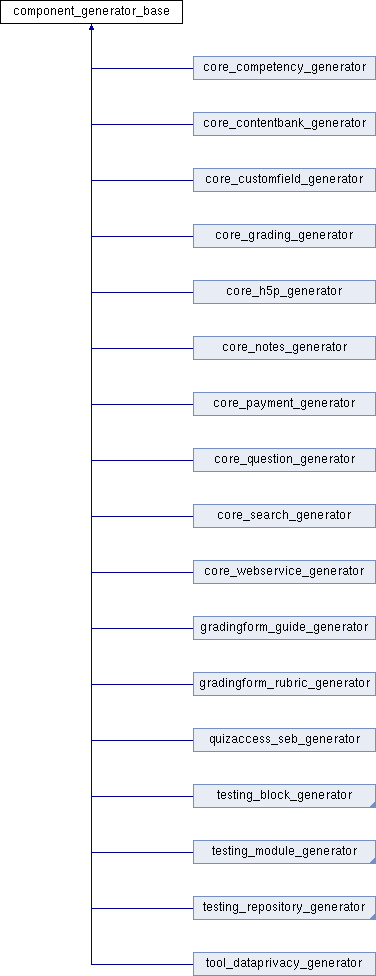 component_generator_base
core_competency_generator
core_contentbank_generator
core_customfield_generator
core_grading_generator
core_h5p_generator
core_notes_generator
core_payment_generator
core_question_generator
core_search_generator
core_webservice_generator
gradingform_guide_generator
gradingform_rubric_generator
quizaccess_seb_generator
testing_block_generator
testing_module_generator
testing_repository_generator
tool_dataprivacy_generator